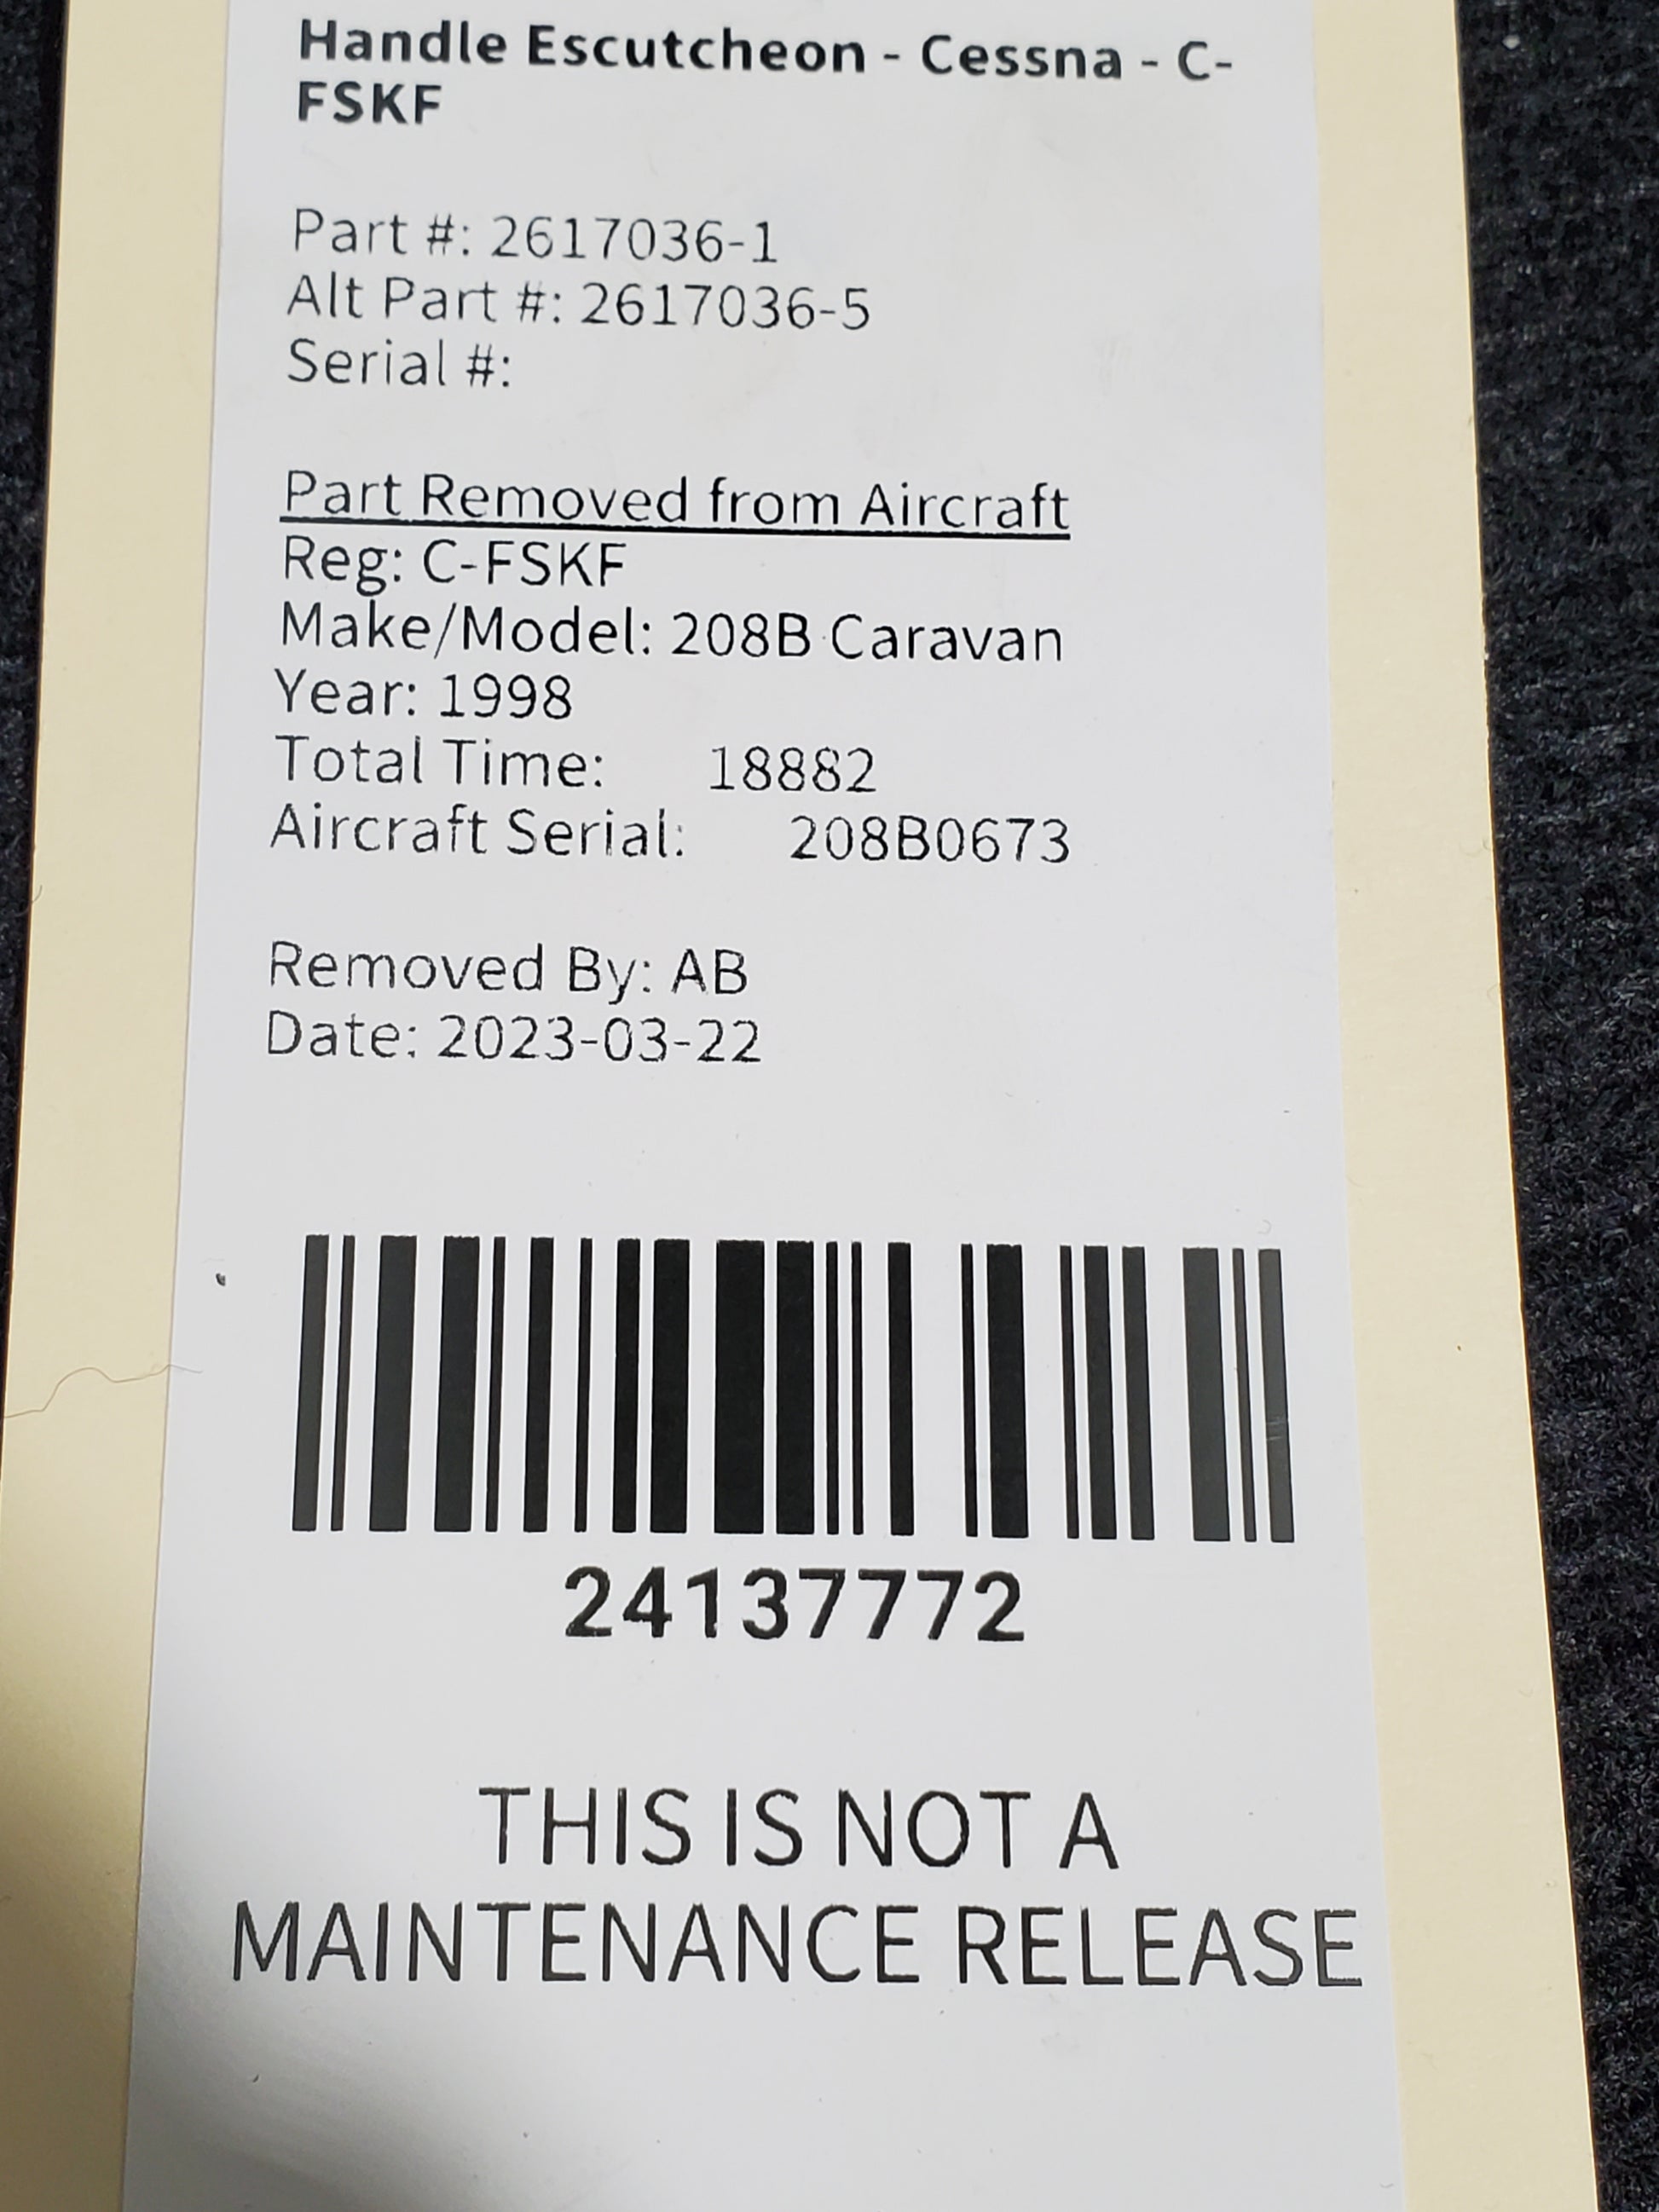 Handle Escutcheon - Cessna - C-
FSKF
Part #: 2617036-1
Alt Part #: 2617036-5
Serial #:
Part Removed from Aircraft
Reg: C-FSKF
Make/Model: 208B Caravan
Year: 1998
Total Time: 18882
Aircraft Serial: 208B0673
Removed By: AB
Date: 2023-03-22
24137772
THIS IS NOT A
MAINTENANCE RELEASE